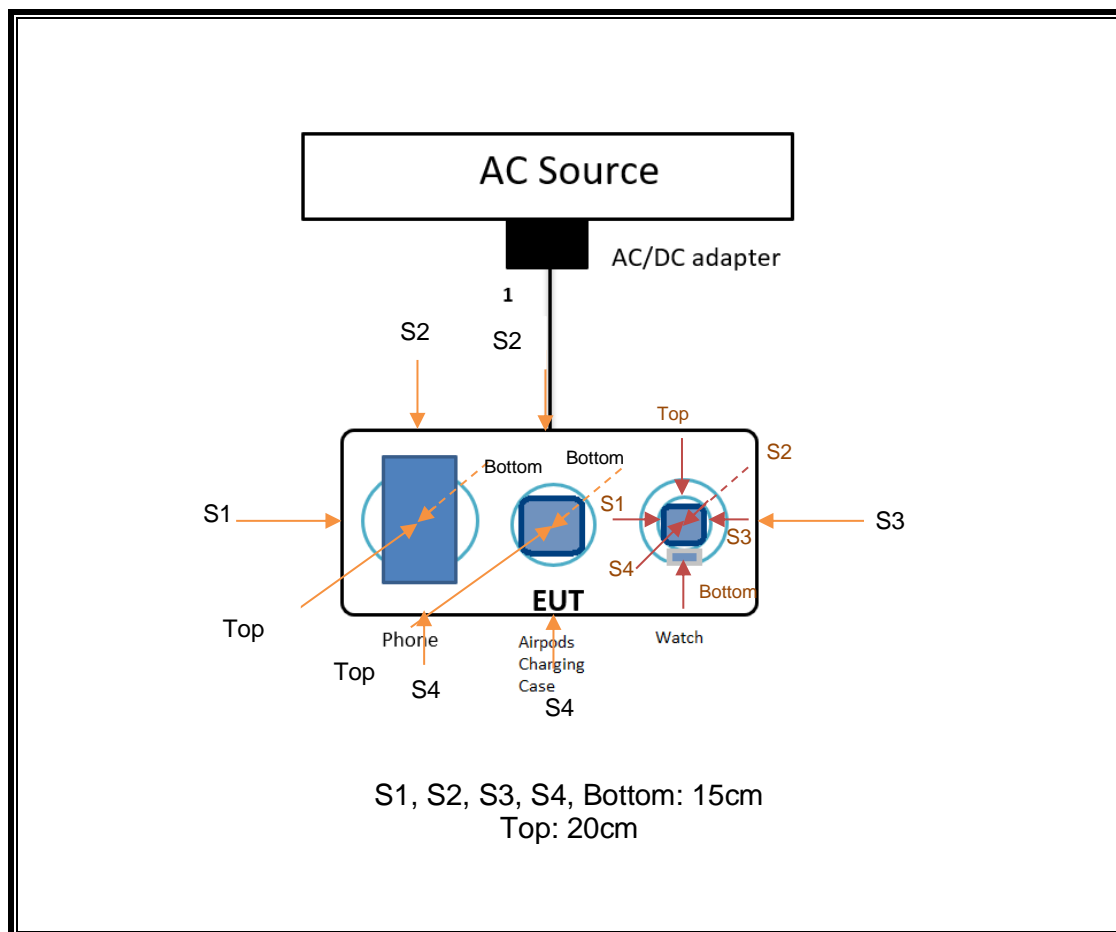 AC Source
AC/DC adapter
1
S2
S2
Top
S2
Bottom
Bottom
S1
S1
S3
S3
S4
Bottom
EUT
Top
Phone
Airpods
Charging
Case
Watch
Top
S4
S4
S1, S2, S3, S4, Bottom: 15cm
Top: 20cm